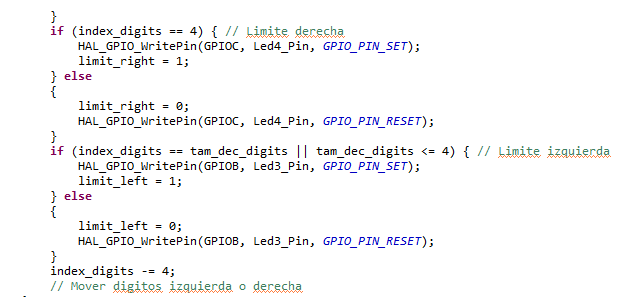 }
if (index_digits == 4) { // Limite derecha
HAL_GPIO_WritePin(GPIOC, Led4_Pin, GPIO_PIN_SET);
limit_right = 1;
} else
{
limit_right = 0;
HAL_GPIO_WritePin(GPIOC, Led4_Pin, GPIO_PIN_RESET);
}
if (index_digits == tam_dec_digits || tam_dec_digits <= 4) { // Limite izquierda
HAL_GPIO_WritePin(GPIOB, Led3_Pin, GPIO_PIN_SET);
limit_left = 1;
} else
{
limit_left = 0;
HAL_GPIO_WritePin(GPIOB, Led3_Pin, GPIO_PIN_RESET);
}
index_digits -= 4;
// Mover digitos izquierda o derecha